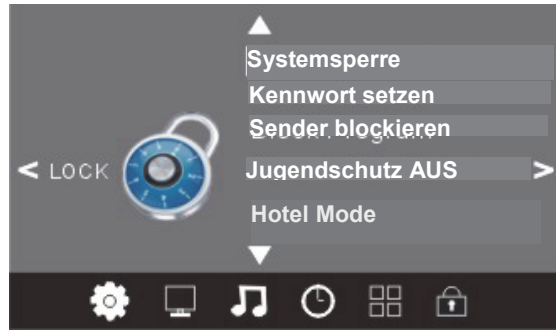 Systemsperre
Kennwort setzen
Sender blockieren
< LOCK
Jugendschutz AUS >
Hotel Mode